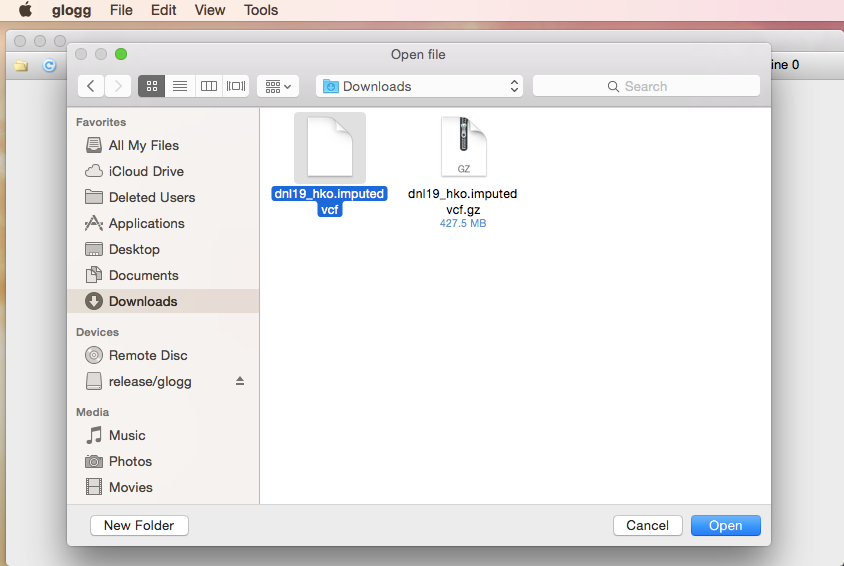 glogg File Edit View Tools
Open file
ine 0
Downloads
Search
Favorites
All My Files
iCloud Drive
Deleted Users
Applications
Desktop
Documents
Downloads
Devices
Remote Disc
release/glogg
Media
Music
Photos
Movies
dnl19_hko.imputed
vcf
GZ
dnl19_hko.imputed
vcf.gz
427.5 MB
New Folder
Cancel
Open